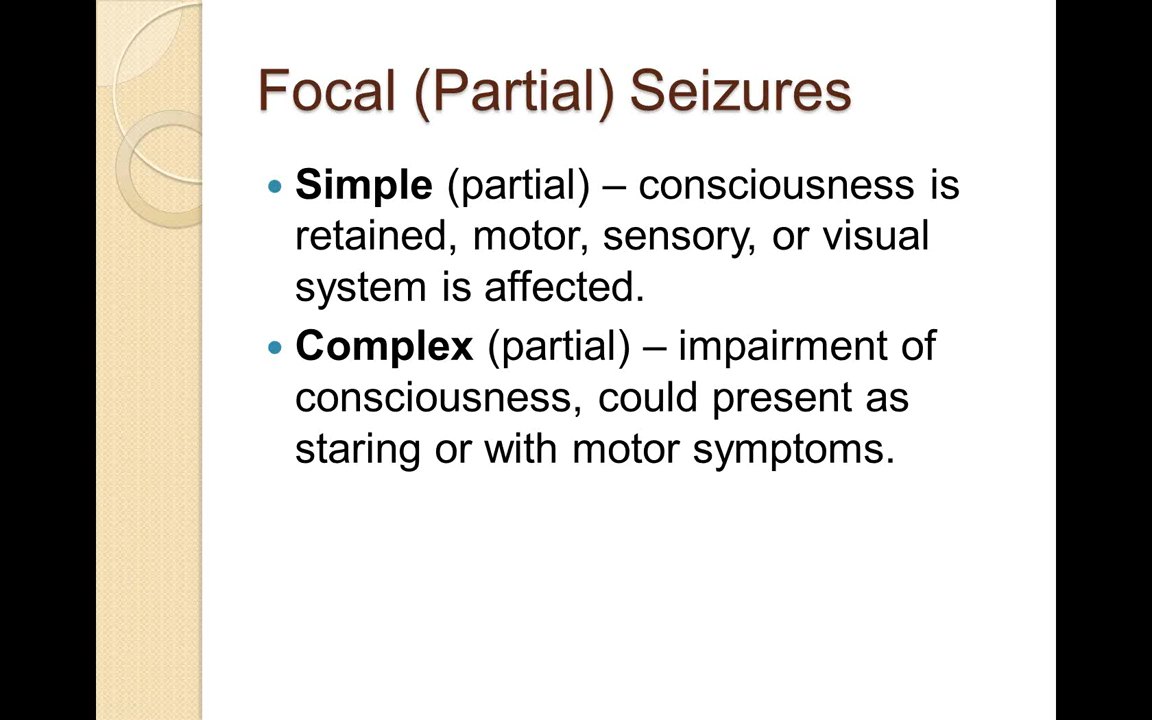 Focal (Partial) Seizures
• Simple (partial) – consciousness is
retained, motor, sensory, or visual
system is affected.
• Complex (partial) – impairment of
consciousness, could present as
staring or with motor symptoms.